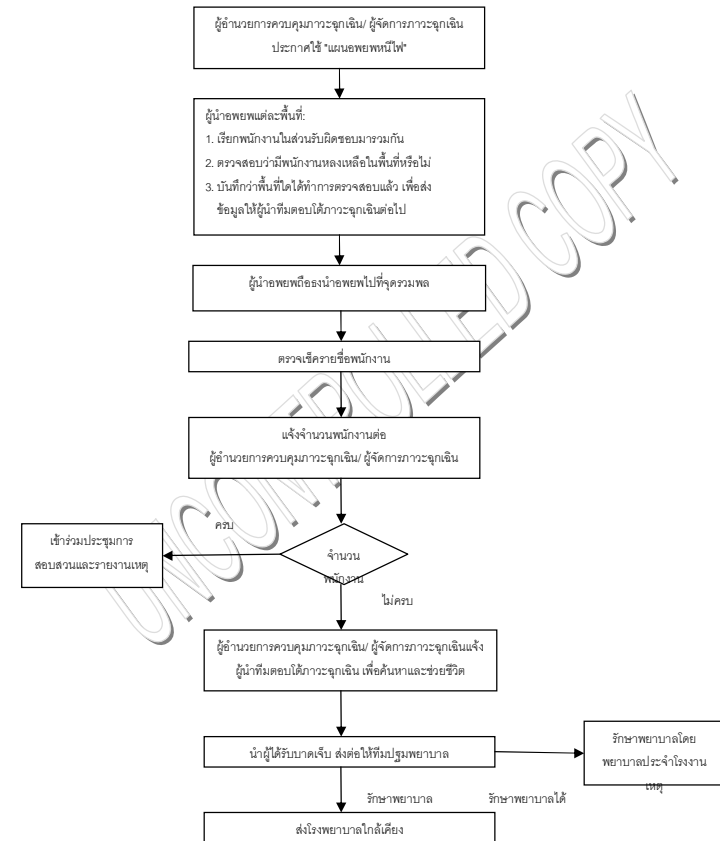 ผู้อำนวยการควบคุมภาวะฉุกเฉิน/ ผู้จัดการภาวะฉุกเฉิน
ประกาศใช้ "แผนอพยพหนีไฟ"
ผู้นำอพยพแต่ละพื้นที่:
1. เรียกพนักงานในส่วนรับผิดชอบมารวมกัน
2. ตรวจสอบว่ามีพนักงานหลงเหลือในพื้นที่หรือไม่
3. บันทึกว่าพื้นที่ใดได้ทำการตรวจสอบแล้ว เพื่อส่ง
ข้อมูลให้ผู้นำทีมตอบโต้ภาวะฉุกเฉินต่อไป
ผู้นำอพยพถือธงนำอพยพไปที่จุดรวมพล
ตรวจเช็ครายชื่อพนักงาน
แจ้งจำนวนพนักงานต่อ
ผู้อำนวยการควบคุมภาวะฉุกเฉิน/ ผู้จัดการภาวะฉุกเฉิน
ครบ
เข้าร่วมประชุมการ
สอบสวนและรายงานเหตุ
จำนวน
พนักงาน
ไม่ครบ
ผู้อำนวยการควบคุมภาวะฉุกเฉิน/ ผู้จัดการภาวะฉุกเฉินแจ้ง
ผู้นำทีมตอบโต้ภาวะฉุกเฉิน เพื่อค้นหาและช่วยชีวิต
นำผู้ได้รับบาดเจ็บ ส่งต่อให้ทีมปฐมพยาบาล
รักษาพยาบาลโดย
พยาบาลประจำโรงงาน
เหตุ
รักษาพยาบาล
รักษาพยาบาลได้
ส่งโรงพยาบาลใกล้เคียง
UNCONTROLLED COPY